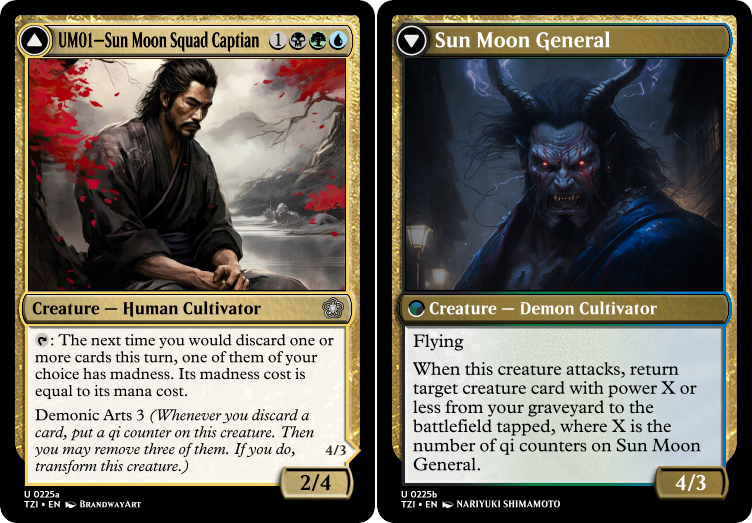 UM01—Sun Moon Squad Captian 1
Creature — Human Cultivator
: The next time you would discard one or
more cards this turn, one of them of your
choice has madness. Its madness cost is
equal to its mana cost.
Demonic Arts 3 (Whenever you discard a
card, put a qi counter on this creature. Then
you may remove three of them. If you do,
transform this creature.)
4/3
2/4
U 0225a
TZI • EN BrandwayArt
Sun Moon General
Creature — Demon Cultivator
Flying
When this creature attacks, return
target creature card with power X or
less from your graveyard to the
battlefield tapped, where X is the
number of qi counters on Sun Moon
General.
4/3
U 0225b
TZI • EN NARIYUKI SHIMAMOTO